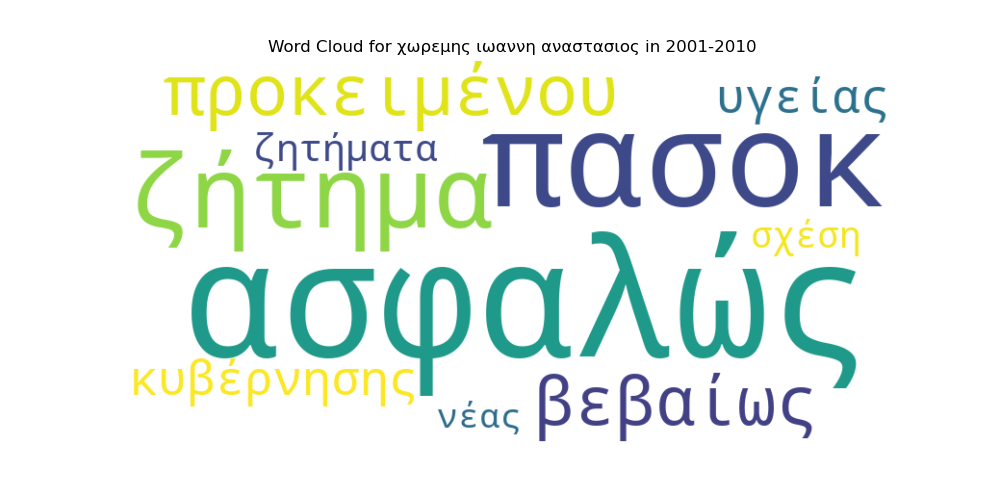 Word Cloud for χωρεμης ιωαννη αναστασιος in 2001-2010
προκειμένου
υγείας
ζητήματα
πασοκ
ζήτημα
σχέση
ασφαλώς
κυβέρνησης
νέας
βεβαίως